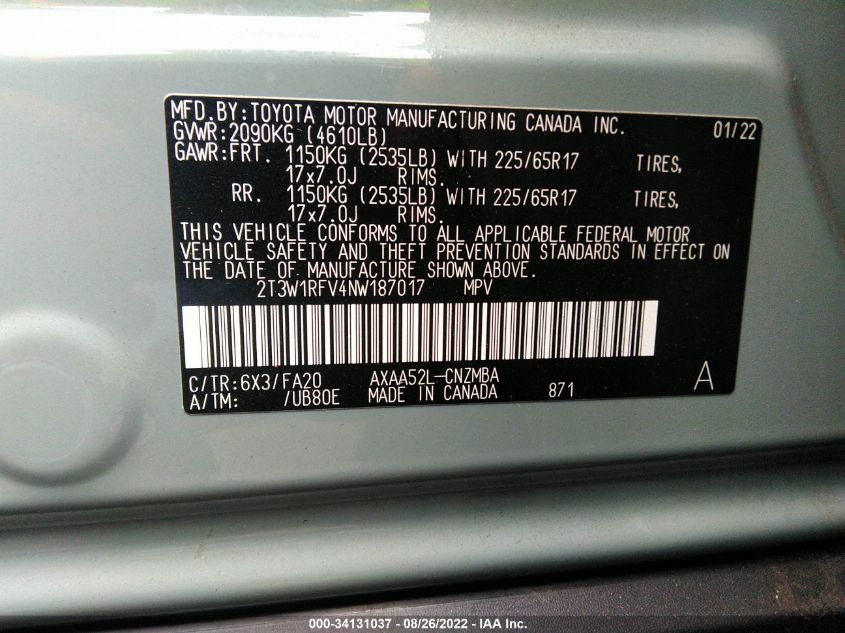 MFD.BY:TOYOTA MOTOR MANUFACTURING CANADA INC. 01/22
GVWR:2090KG (4610LB)
GAWR:FRT. 1150KG (2535LB) WITH 225/65R17 TIRES,
17x7.0J RIMS.
RR. 1150KG (2535LB) WITH 225/65R17 TIRES,
17x7.0J RIMS.
THIS VEHICLE CONFORMS TO ALL APPLICABLE FEDERAL MOTOR
VEHICLE SAFETY AND THEFT PREVENTION STANDARDS IN EFFECT ON
THE DATE OF MANUFACTURE SHOWN ABOVE.
2T3W1RFV4NW187017 MPV
C/TR:6X3/FA20 AXAA52L-CNZMBA A
A/TM: /UB80E MADE IN CANADA 871
000-34131037 - 08/26/2022 - IAA Inc.